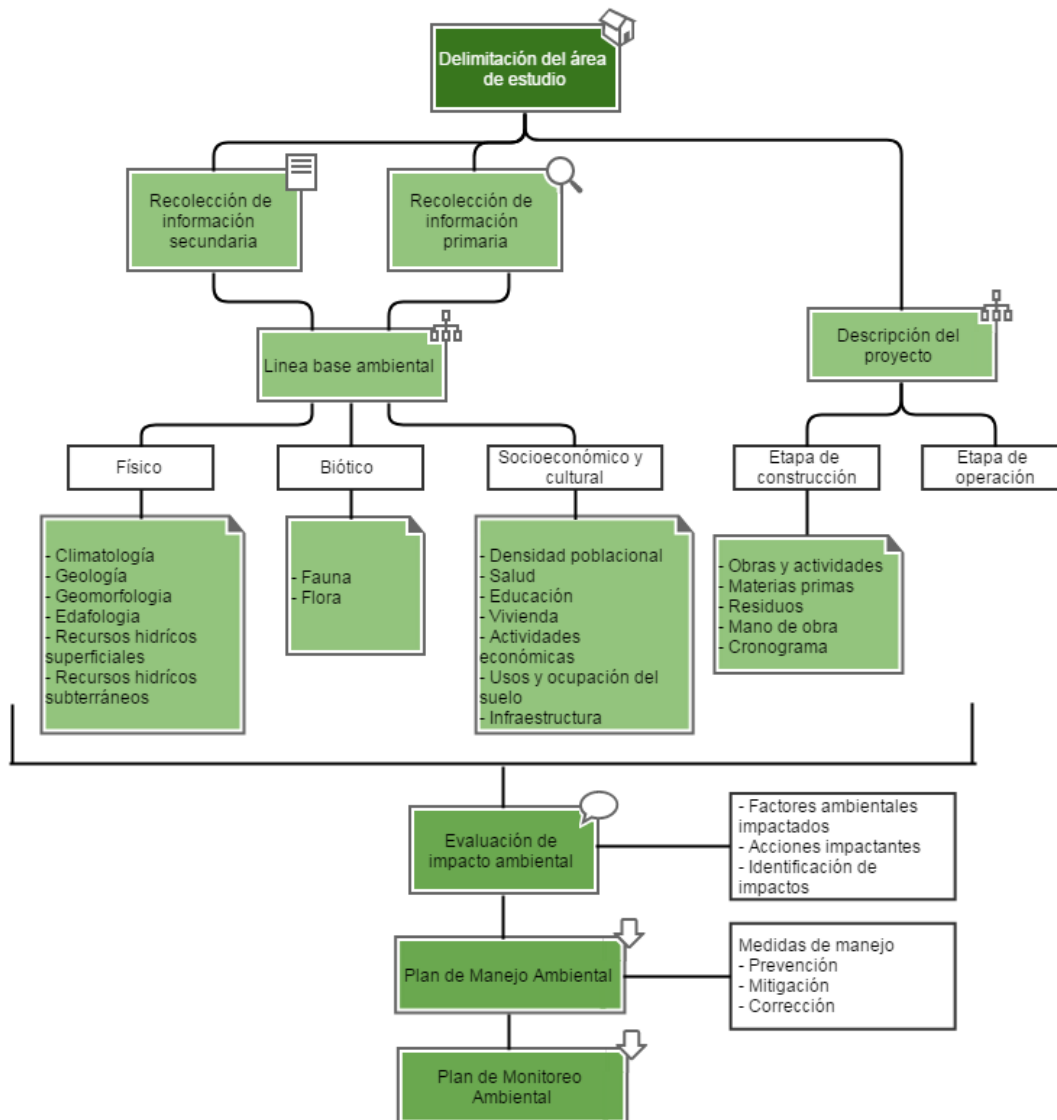 Delimitación del área
de estudio
Recolección de
información
secundaria
Recolección de
información
primaria
Linea base ambiental
Descripción del
proyecto
Físico
Biótico
Socioeconómico y
cultural
Etapa de
construcción
Etapa de
operación
- Climatología
- Geología
- Geomorfologia
- Edafologia
- Recursos hidrícos
superficiales
- Recursos hidrícos
subterráneos
- Fauna
- Flora
- Densidad poblacional
- Salud
- Educación
- Vivienda
- Actividades
económicas
- Usos y ocupación del
suelo
- Infraestructura
- Obras y actividades
- Materias primas
- Residuos
- Mano de obra
- Cronograma
Evaluación de
impacto ambiental
- Factores ambientales
impactados
- Acciones impactantes
- Identificación de
impactos
Plan de Manejo Ambiental
Medidas de manejo
- Prevención
- Mitigación
- Corrección
Plan de Monitoreo
Ambiental